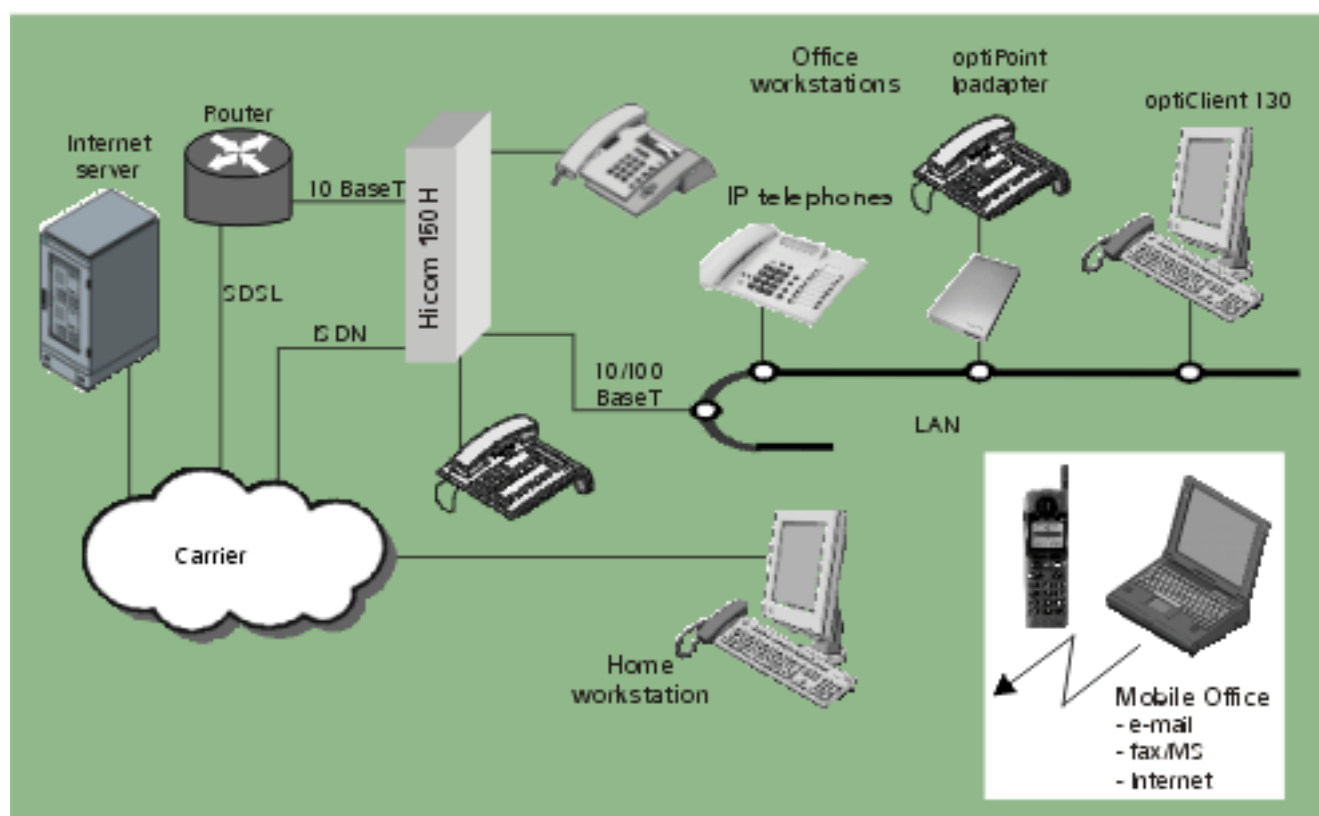 Office
workstations
optiPoint
Ipadapter
optiClient 130
Router
Internet
server
10 BaseT
Hicom 150 H
IP telephones
SDSL
ISDN
10/100
BaseT
LAN
Carrier
Home
workstation
Mobile Office
- e-mail
- fax/MS
- Internet